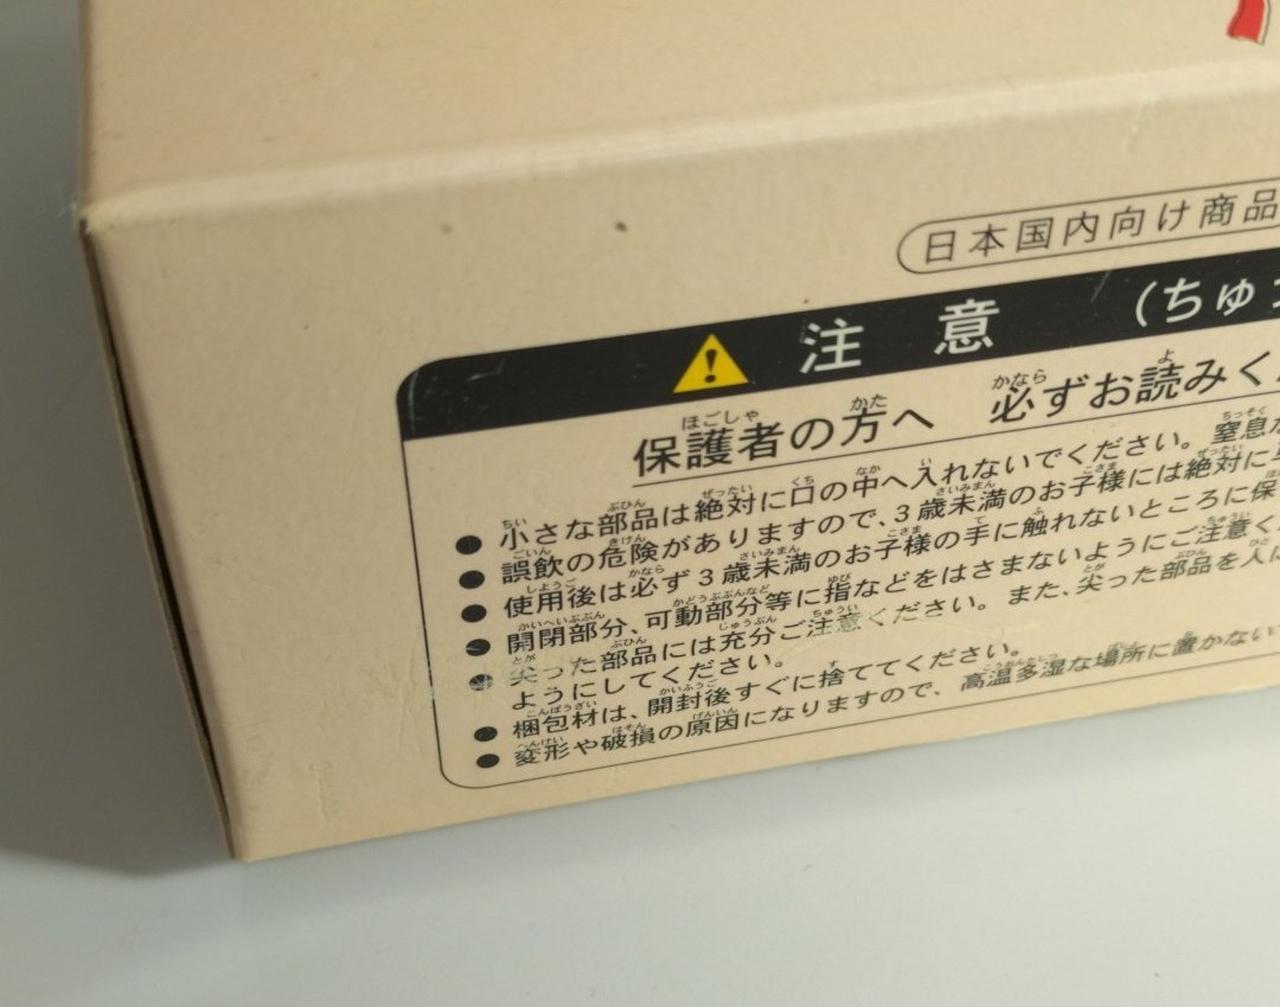 日本国内向け商品
注 意 (ちゅう
保護者の方へ 必ずお読みく
● 小さな部品は絶対に口の中へ入れないでください。窒息
● 誤飲の危険がありますので、3歳未満のお子様には絶対に
● 使用後は必ず3歳未満のお子様の手に触れないところに保
● 開閉部分、可動部分等に指などをはさまないようにご注意く
● 尖った部品には充分ご注意ください。また、尖った部品を人に
ようにしてください。
● 梱包材は、開封後すぐに捨ててください。
● 変形や破損の原因になりますので、高温多湿な場所に置かない